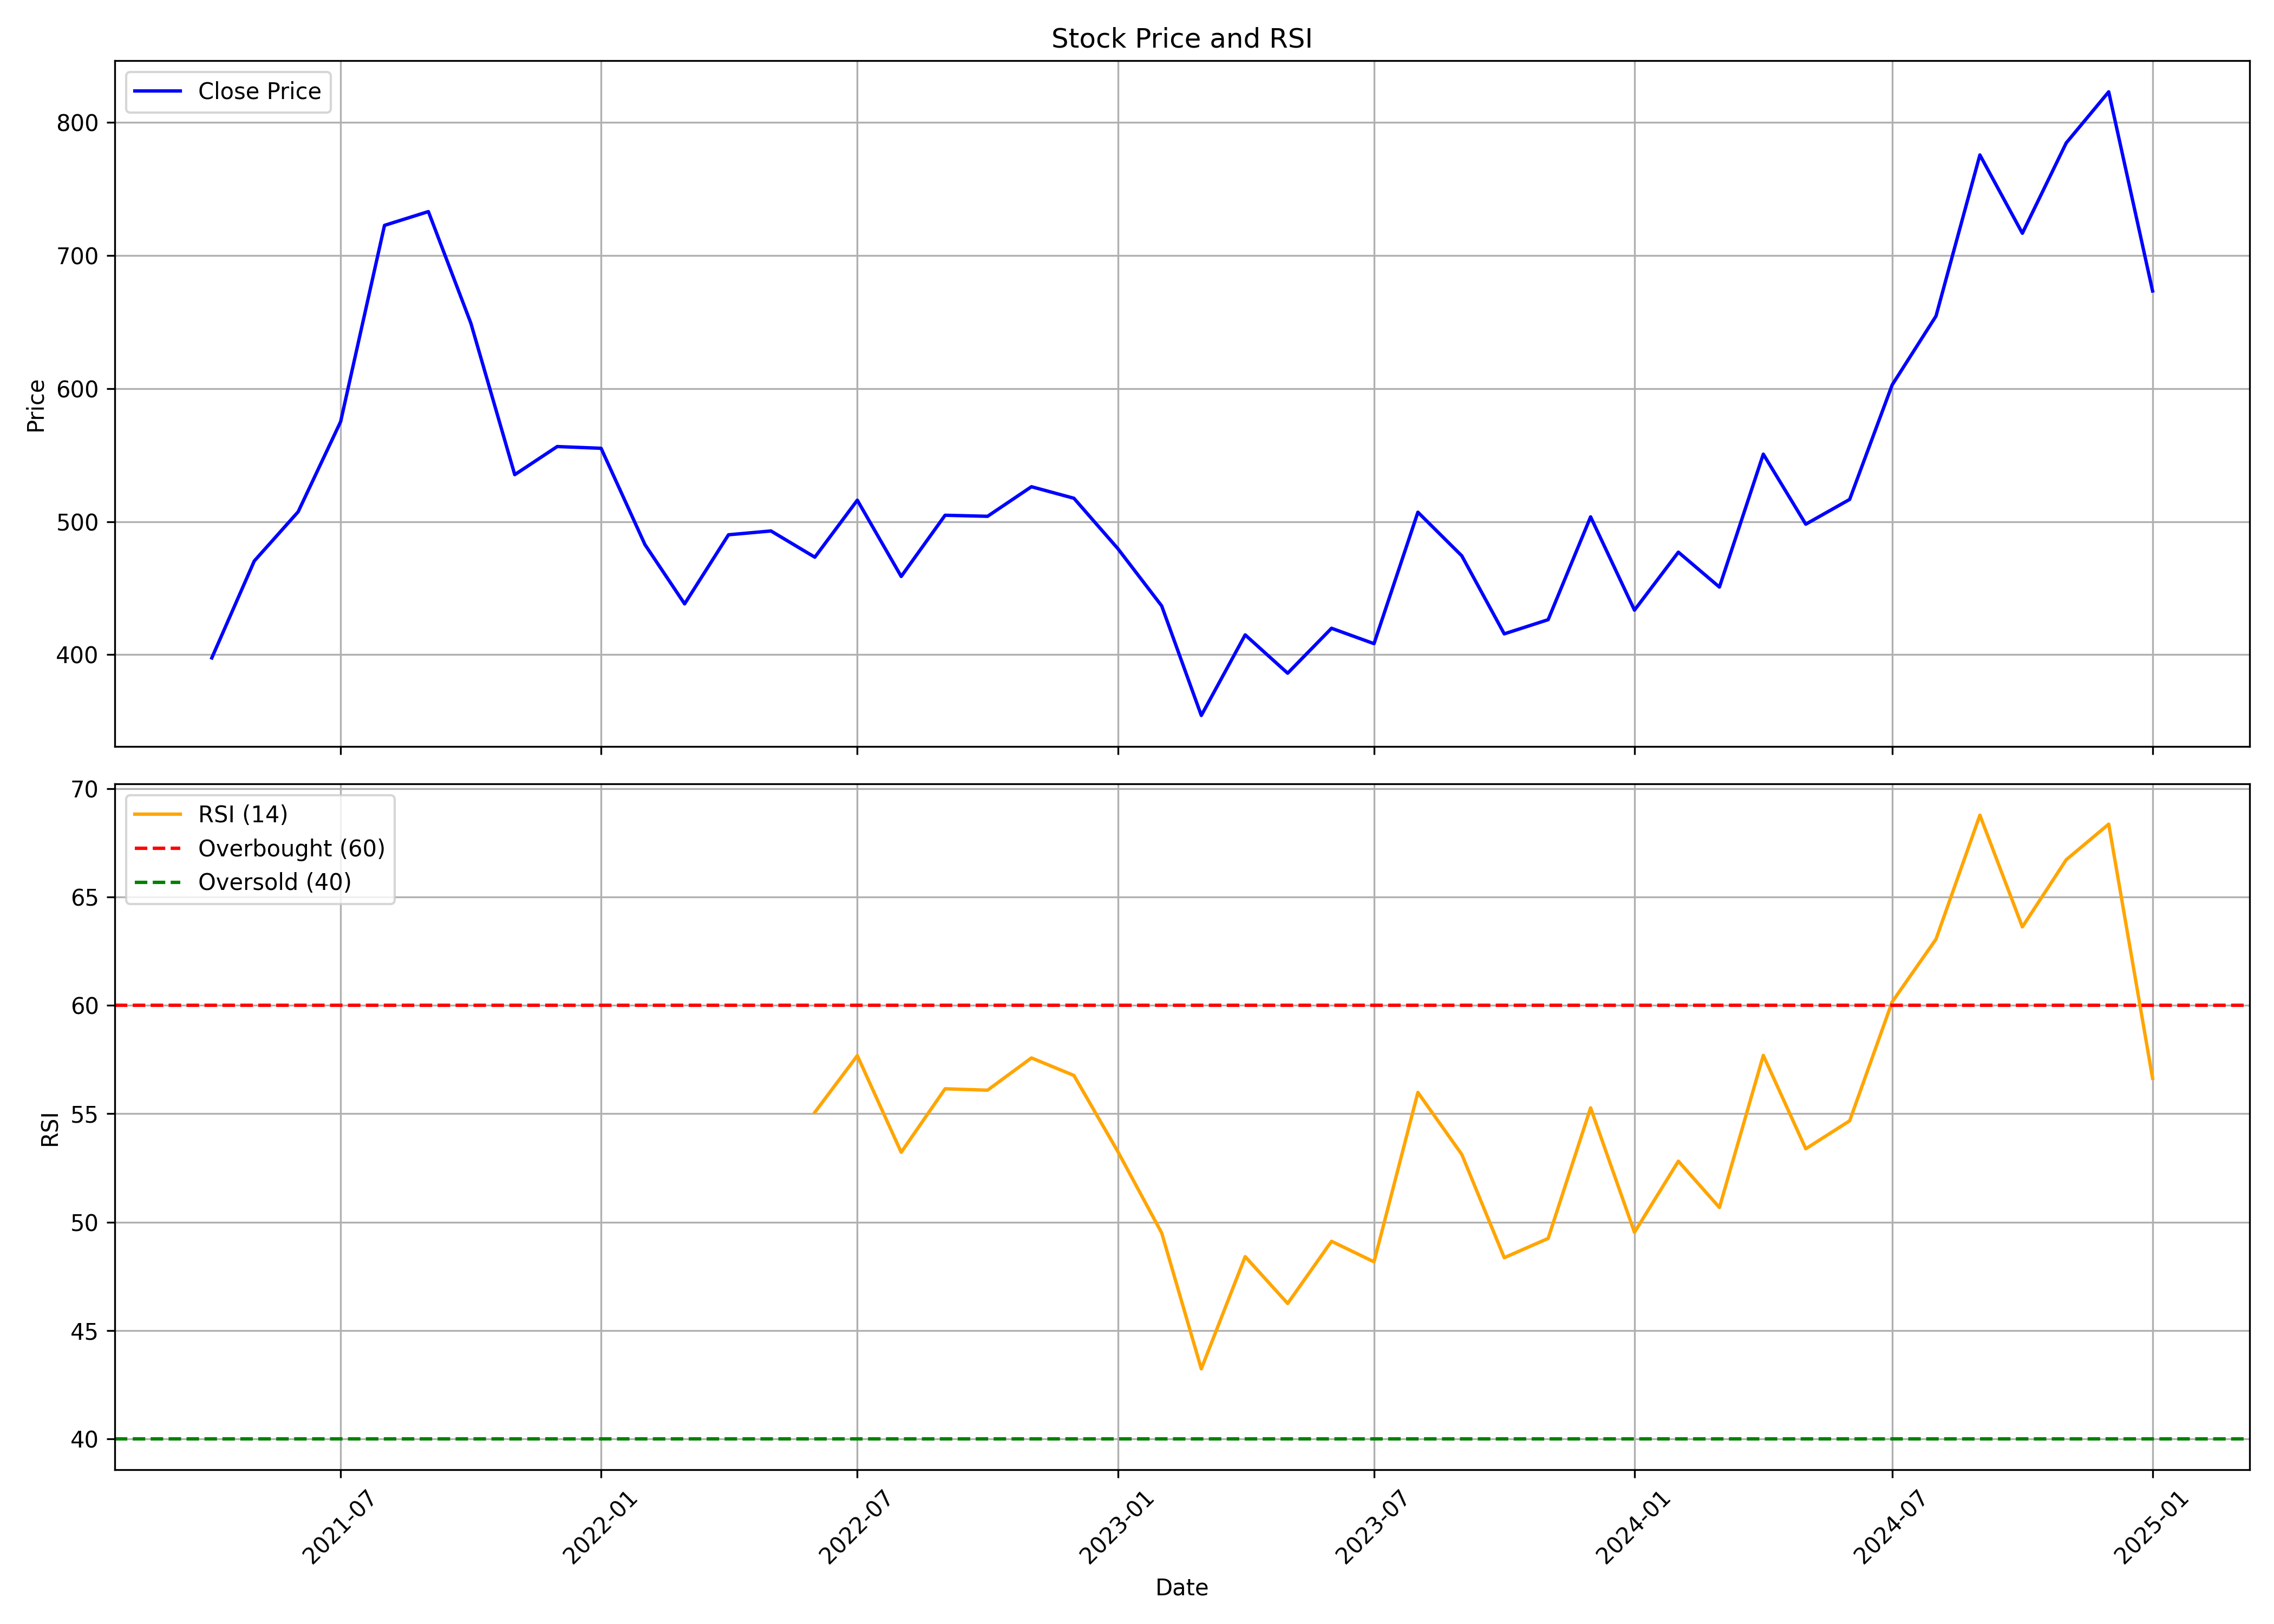 Stock Price and RSI
Close Price
800
700
600
500
400
Price
70
65
60
55
50
45
40
RSI (14)
Overbought (60)
Oversold (40)
RSI
2021-07
2022-01
2022-07
2023-01
2023-07
2024-01
2024-07
2025-01
Date